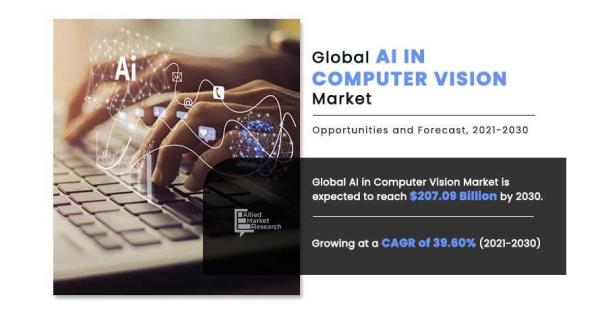 Ai
@
Global AI IN
COMPUTER VISION
Market
Opportunities and Forecast, 2021-2030
Global AI in Computer Vision Market is
expected to reach $207.09 Billion by 2030.
Allied
Market
Research
Growing at a CAGR of 39.60% (2021-2030)